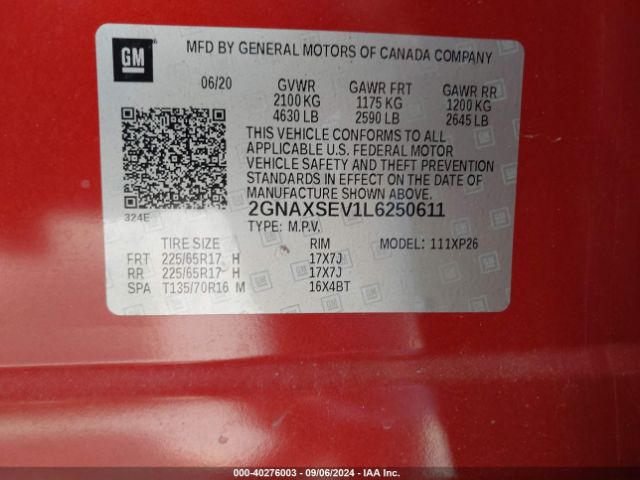 GM
MFD BY GENERAL MOTORS OF CANADA COMPANY
06/20 GVWR GAWR FRT GAWR RR
2100 KG 1175 KG 1200 KG
4630 LB 2590 LB 2645 LB
THIS VEHICLE CONFORMS TO ALL
APPLICABLE U.S. FEDERAL MOTOR
VEHICLE SAFETY AND THEFT PREVENTION
STANDARDS IN EFFECT ON THE DATE OF
MANUFACTURE SHOWN ABOVE.
324E
2GNAXSEV1L6250611
TYPE: M.P.V.
TIRE SIZE RIM MODEL: 111XP26
FRT 225/65R17 H 17X7J
RR 225/65R17 H 17X7J
SPA T135/70R16 M 16X4BT
000-40276003 - 09/06/2024 - IAA Inc.